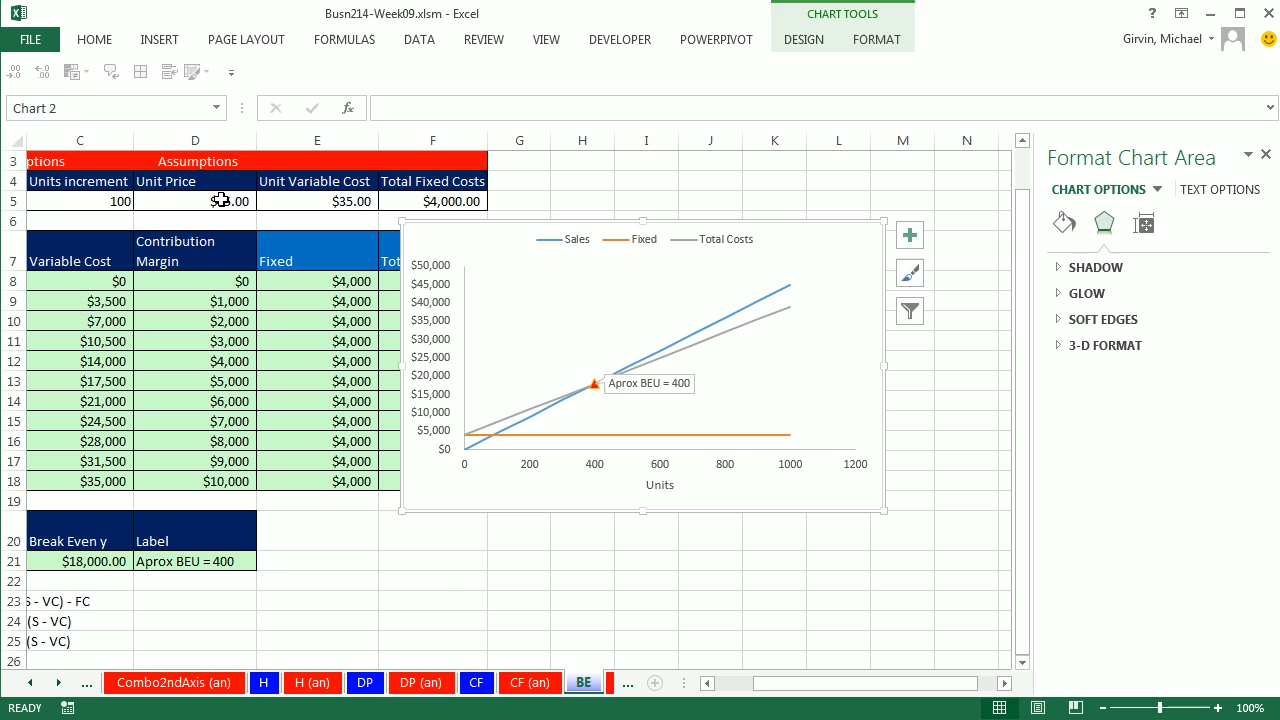 Busn214-Week09.xlsm - Excel
CHART TOOLS
?
FILE HOME INSERT PAGE LAYOUT FORMULAS DATA REVIEW VIEW DEVELOPER POWERPIVOT DESIGN FORMAT Girvin, Michael
Chart 2
fx
C D E F G H I J K L M N
3 ptions Assumptions
4 Units increment Unit Price Unit Variable Cost Total Fixed Costs
5 100 $35.00 $4,000.00
6
7 Variable Cost Contribution Margin Fixed Tot
8 $0 $0 $4,000
9 $3,500 $1,000 $4,000
10 $7,000 $2,000 $4,000
11 $10,500 $3,000 $4,000
12 $14,000 $4,000 $4,000
13 $17,500 $5,000 $4,000
14 $21,000 $6,000 $4,000
15 $24,500 $7,000 $4,000
16 $28,000 $8,000 $4,000
17 $31,500 $9,000 $4,000
18 $35,000 $10,000 $4,000
19
20 Break Even y Label
21 $18,000.00 Aprox BEU = 400
22
23 S - VC) - FC
24 (S - VC)
25 (S - VC)
26
Sales Fixed Total Costs
$50,000
$45,000
$40,000
$35,000
$30,000
$25,000
$20,000
$15,000
$10,000
$5,000
$0
Aprox BEU = 400
0 200 400 600 800 1000 1200
Units
Format Chart Area
CHART OPTIONS TEXT OPTIONS
SHADOW
GLOW
SOFT EDGES
3-D FORMAT
... Combo2ndAxis (an) H H (an) DP DP (an) CF CF (an) BE ...
READY 100%